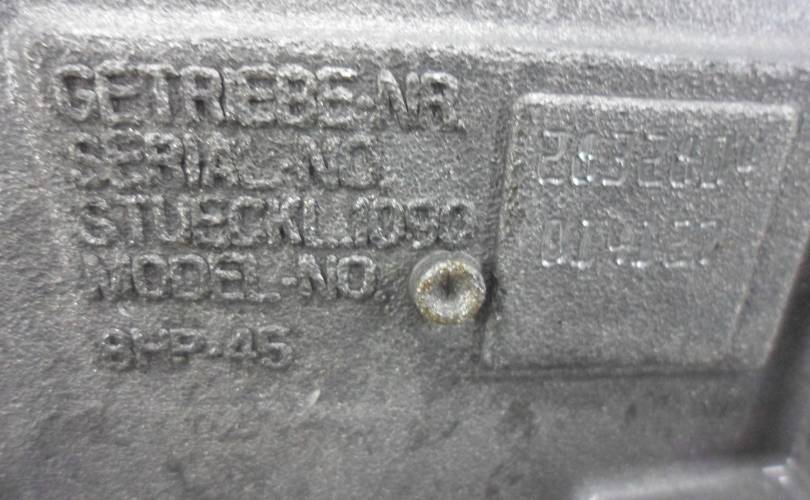 GETRIEBE-NR.
SERIAL-NO.
STUECKL.1090
MODEL-NO.
8HP-45